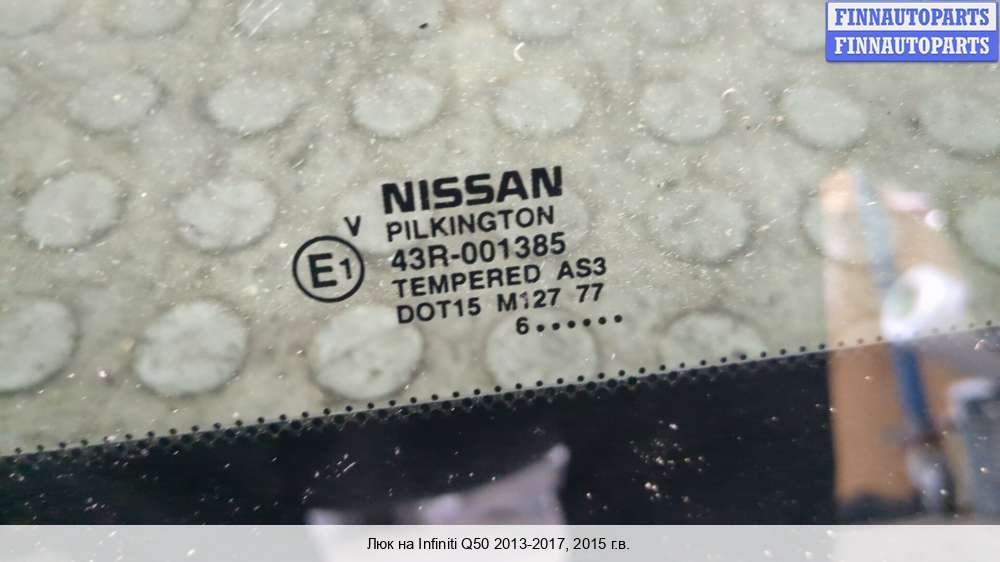 FINNAUTOPARTS
FINNAUTOPARTS
NISSAN
V
PILKINGTON
E1
43R-001385
TEMPERED AS3
DOT15 M127 77
6......
Люк на Infiniti Q50 2013-2017, 2015 г.в.